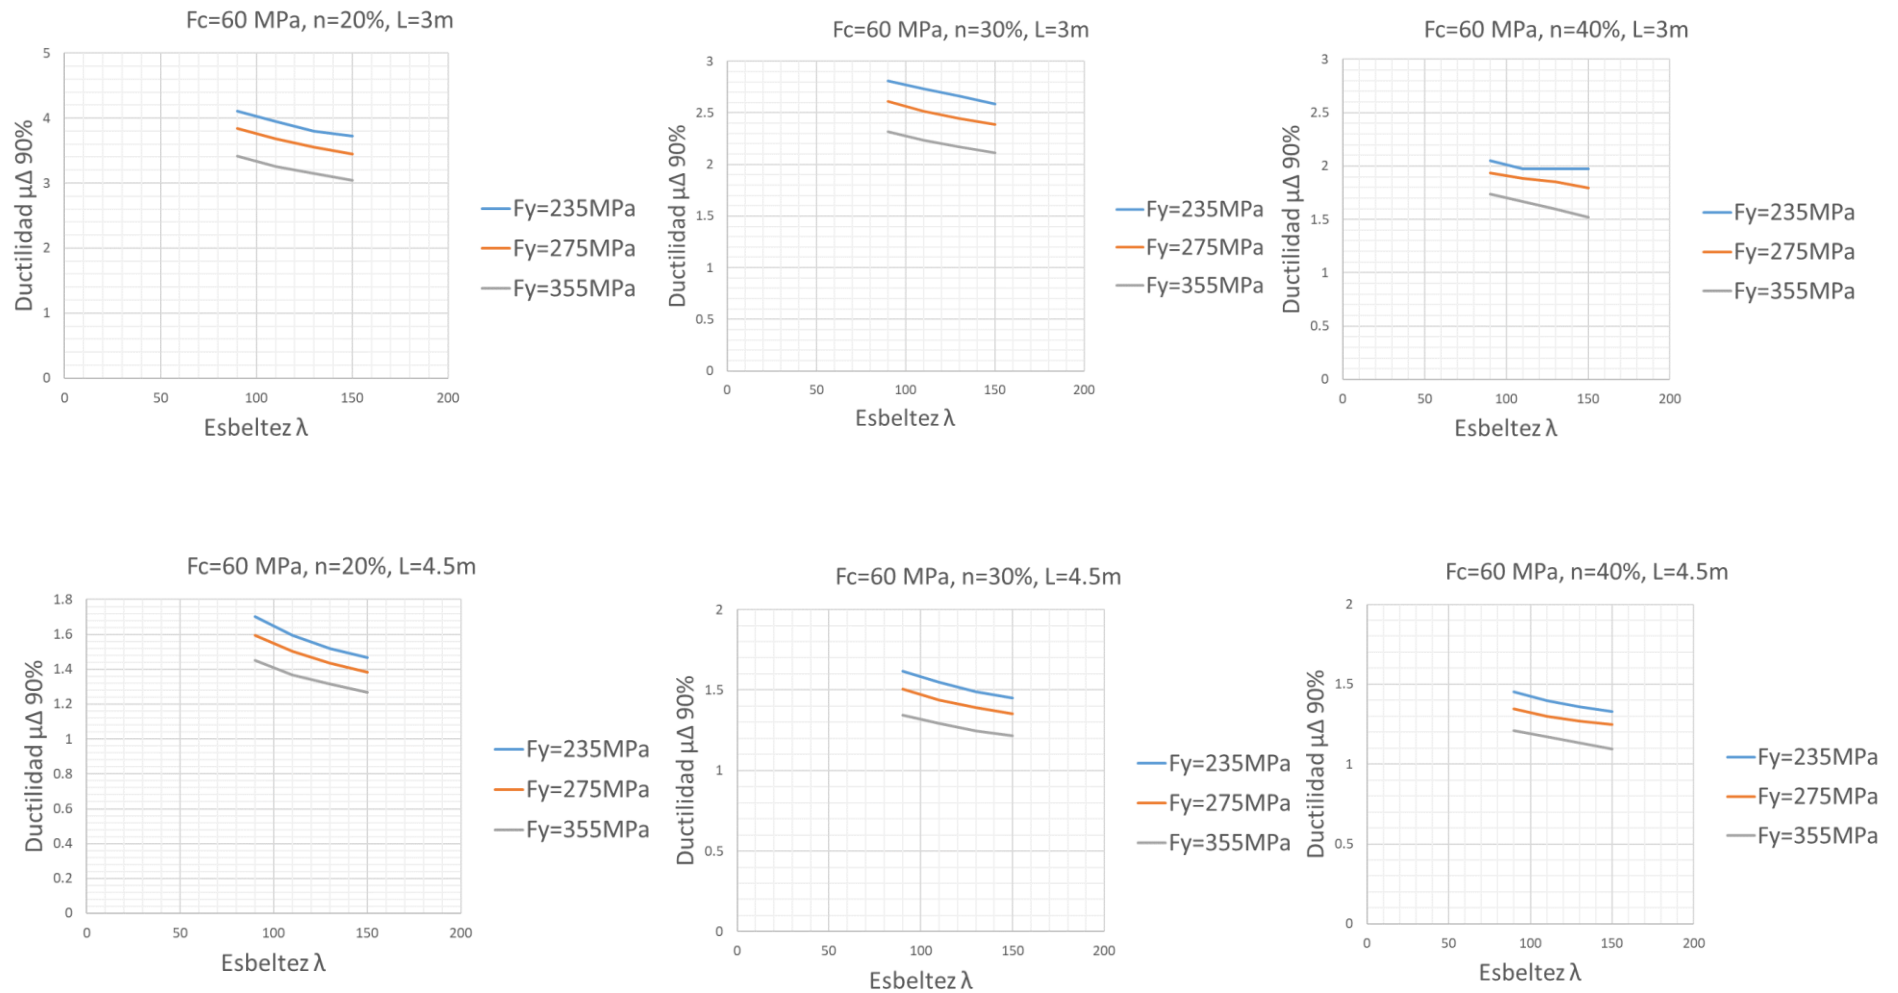 Fc=60 MPa, n=20%, L=3m
5
4
3
2
1
0
0
50
100
150
200
Ductilidad µΔ 90%
Esbeltez λ
Fy=235MPa
Fy=275MPa
Fy=355MPa
Fc=60 MPa, n=30%, L=3m
3
2.5
2
1.5
1
0.5
0
0
50
100
150
200
Ductilidad µΔ 90%
Esbeltez λ
Fy=235MPa
Fy=275MPa
Fy=355MPa
Fc=60 MPa, n=40%, L=3m
3
2.5
2
1.5
1
0.5
0
0
50
100
150
200
Ductilidad µΔ 90%
Esbeltez λ
Fy=235MPa
Fy=275MPa
Fy=355MPa
Fc=60 MPa, n=20%, L=4.5m
1.8
1.6
1.4
1.2
1
0.8
0.6
0.4
0.2
0
0
50
100
150
200
Ductilidad µΔ 90%
Esbeltez λ
Fy=235MPa
Fy=275MPa
Fy=355MPa
Fc=60 MPa, n=30%, L=4.5m
2
1.5
1
0.5
0
0
50
100
150
200
Ductilidad µΔ 90%
Esbeltez λ
Fy=235MPa
Fy=275MPa
Fy=355MPa
Fc=60 MPa, n=40%, L=4.5m
2
1.5
1
0.5
0
0
50
100
150
200
Ductilidad µΔ 90%
Esbeltez λ
Fy=235MPa
Fy=275MPa
Fy=355MPa